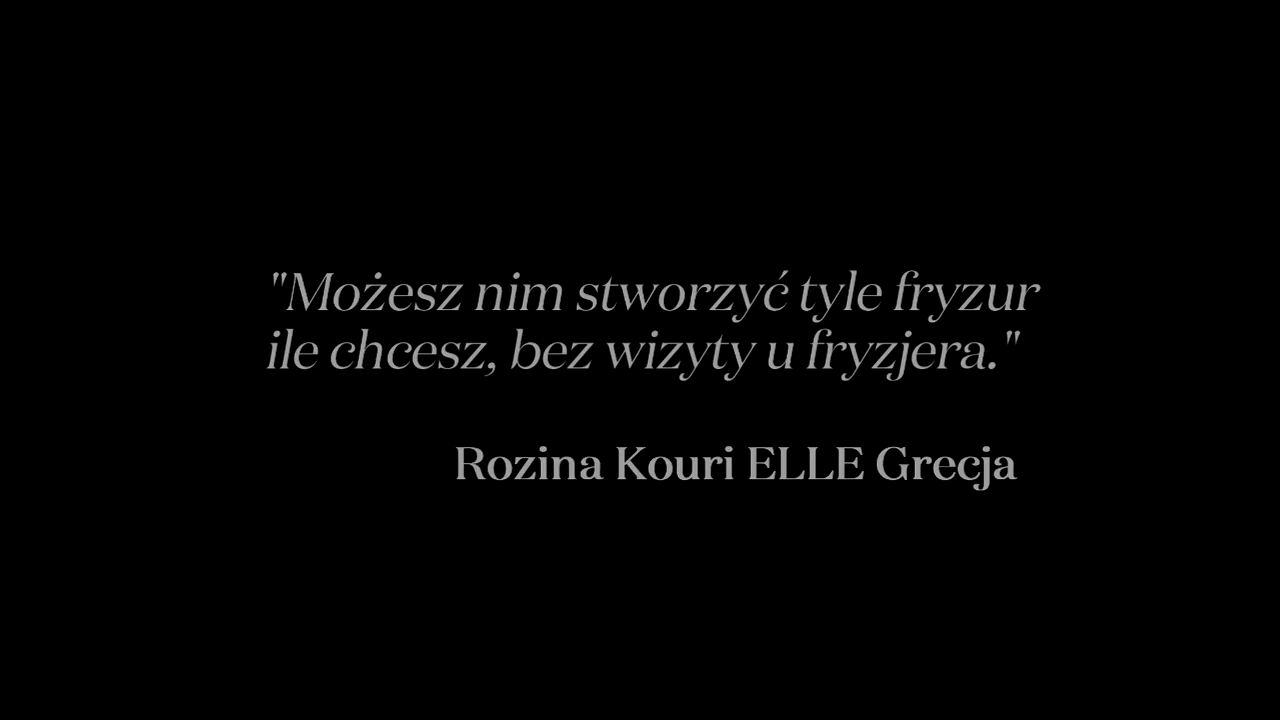 "Możesz nim stworzyć tyle fryzur
ile chcesz, bez wizyty u fryzjera."
Rozina Kouri ELLE Grecja